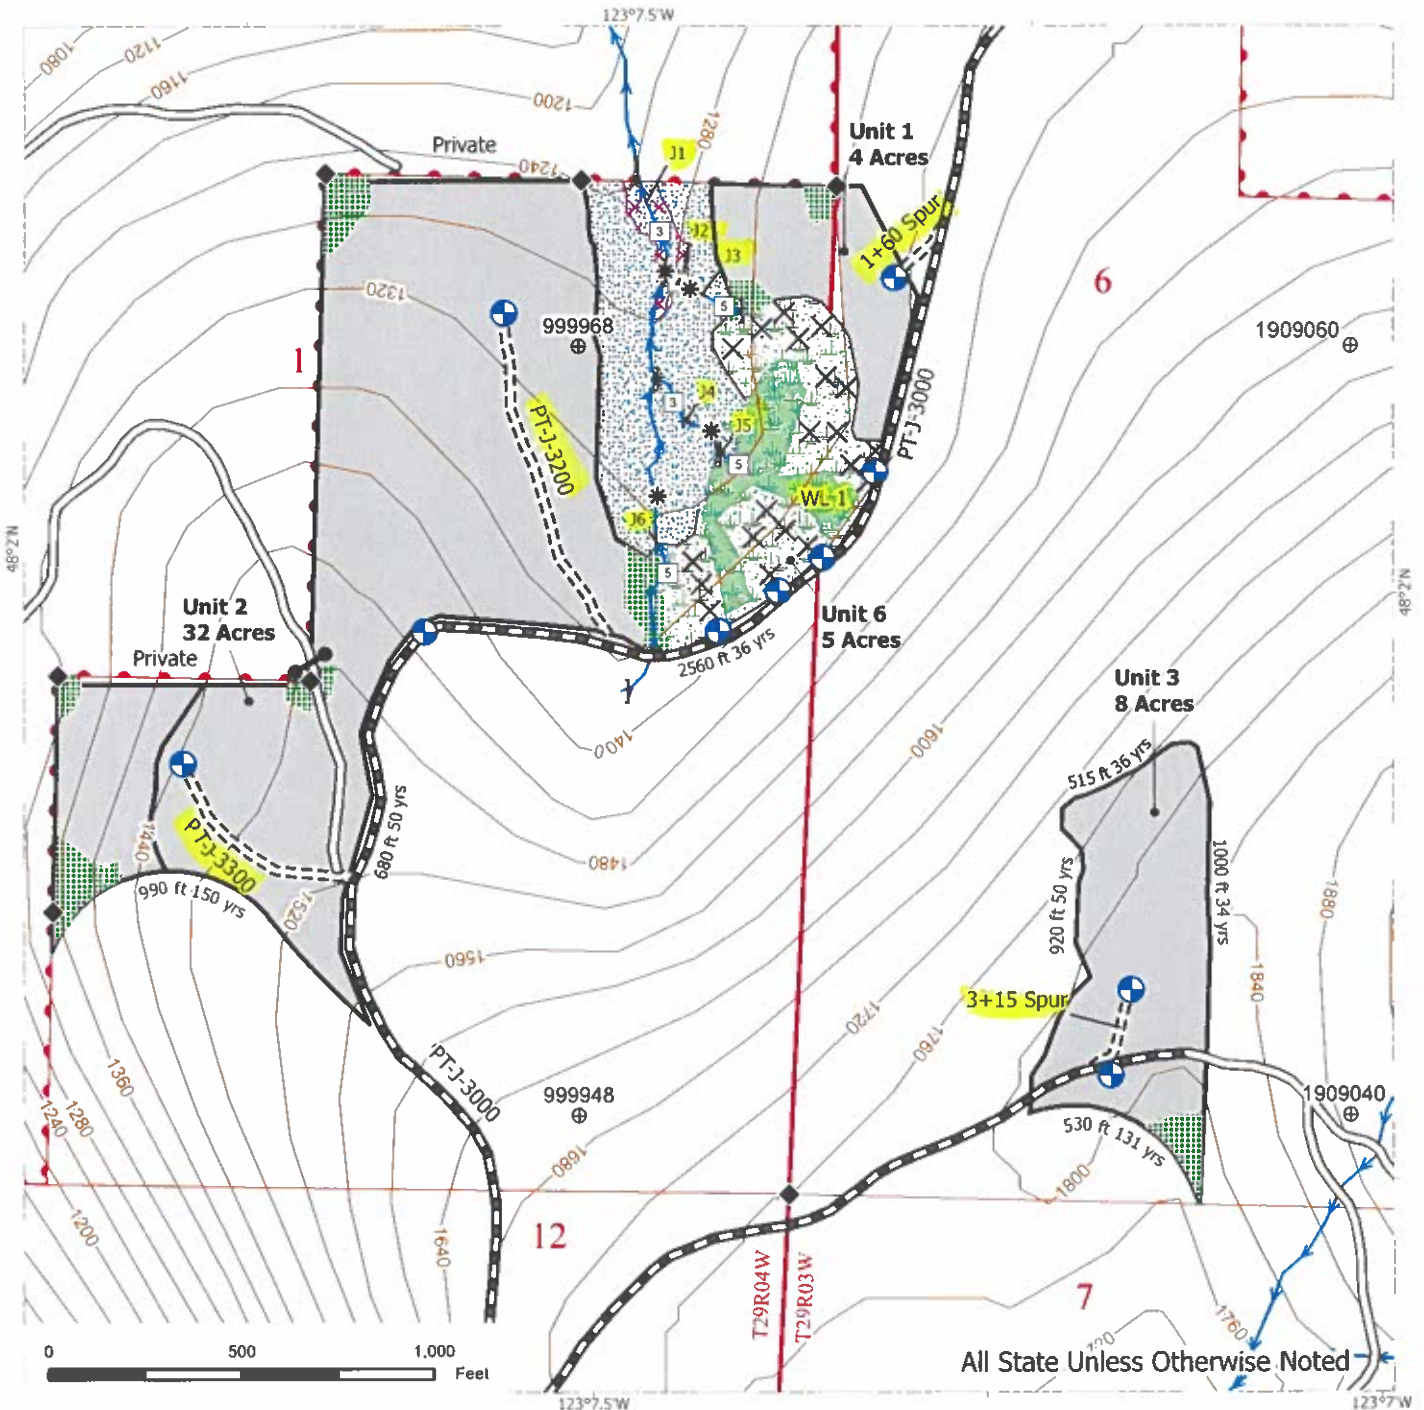 123°7.5'W
1080
1120
1160
1200
1280
Private
1240
J1
Unit 1
4 Acres
1+60 Spur
3
J2
J3
6
1320
5
999968
1909060
1
PT-J-3000
PT-J-3200
3
J4
J5
5
WL-1
J6
48°2'N
48°2'N
5
Unit 2
32 Acres
Unit 6
5 Acres
Private
2560 ft 36 yrs
Unit 3
8 Acres
1400
1600
515 ft 36 yrs
680 ft 50 yrs
1440
PT-J-3300
1480
990 ft 150 yrs
1520
920 ft 50 yrs
1000 ft 34 yrs
1880
1560
1840
3+15 Spur
1720
1760
PT-J-3000
1360
1280
1240
999948
1909040
530 ft 131 yrs
1680
1800
1200
1640
12
T29R04W
T29R03W
7
1760
0
500
1,000
Feet
All State Unless Otherwise Noted
123°7.5'W
123°7'W